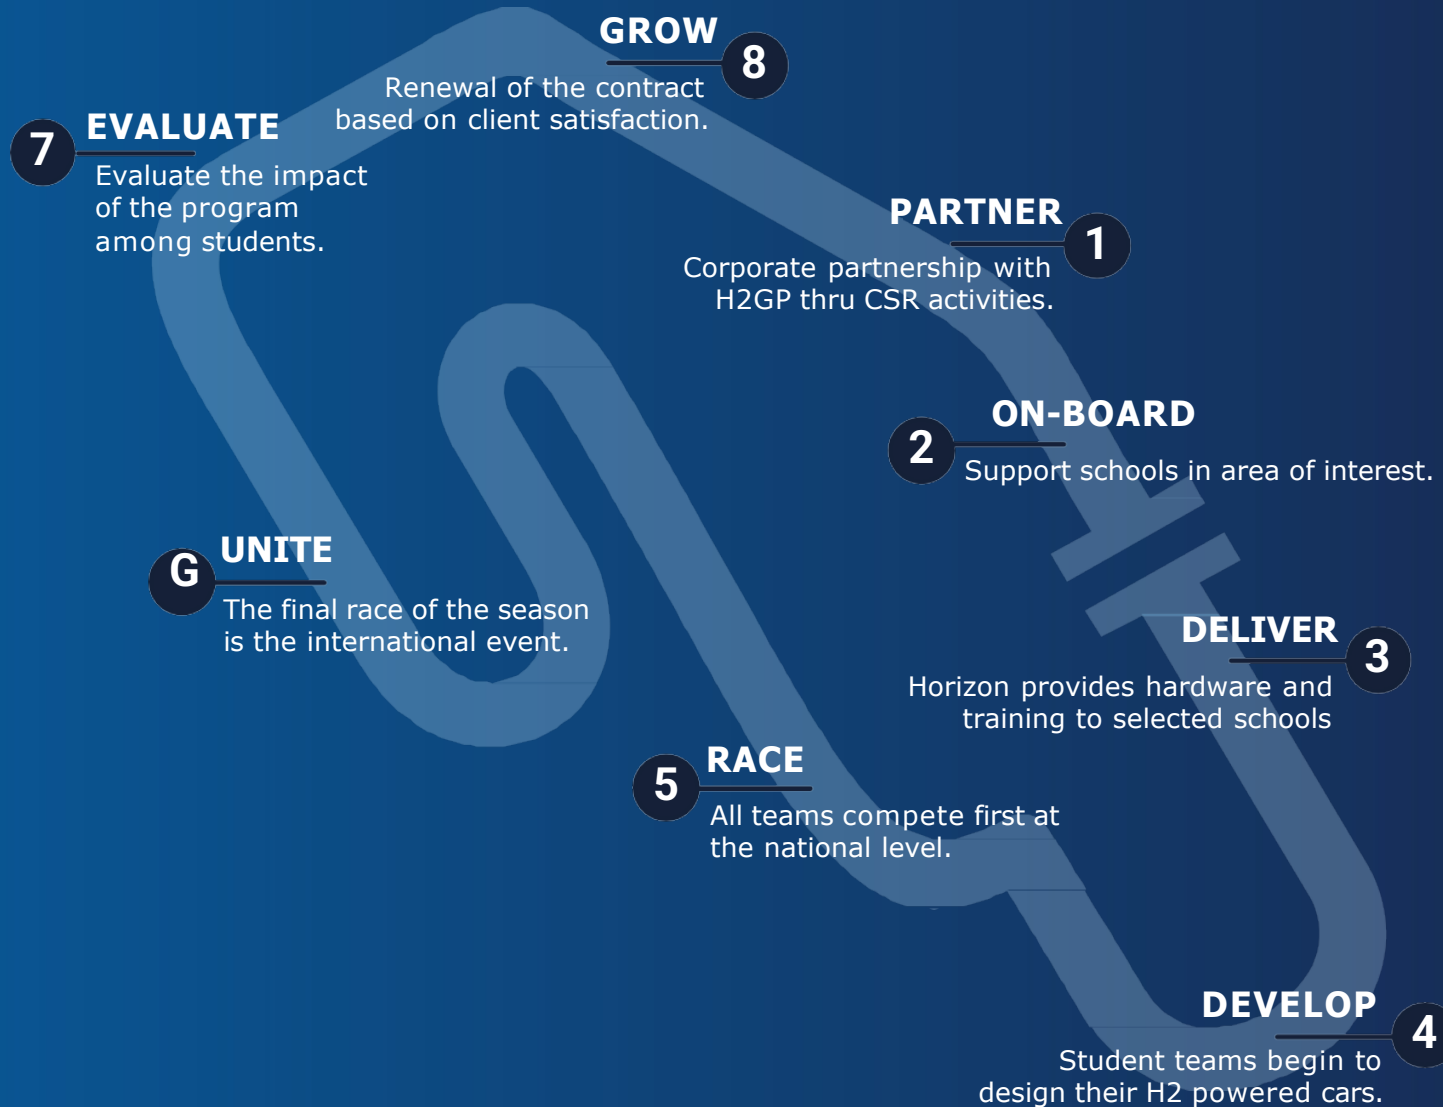 GROW
8
Renewal of the contract
based on client satisfaction.
7
EVALUATE
Evaluate the impact
of the program
among students.
PARTNER
1
Corporate partnership with
H2GP thru CSR activities.
ON-BOARD
2
Support schools in area of interest.
G
UNITE
The final race of the season
is the international event.
DELIVER
3
Horizon provides hardware and
training to selected schools
RACE
5
All teams compete first at
the national level.
DEVELOP
4
Student teams begin to
design their H2 powered cars.